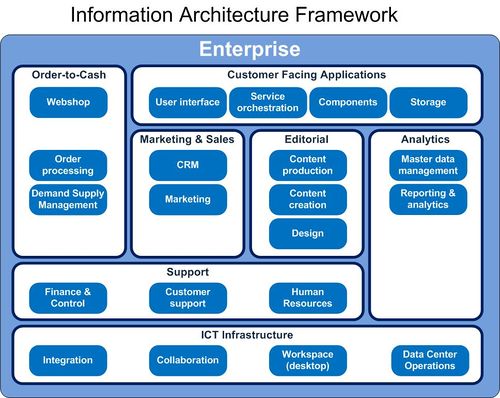 Information Architecture Framework
Enterprise
Order-to-Cash
Webshop
Order
processing
Demand Supply
Management
Customer Facing Applications
User interface
Service
orchestration
Components
Storage
Marketing & Sales
CRM
Marketing
Editorial
Content
production
Content
creation
Design
Analytics
Master data
management
Reporting &
analytics
Support
Finance &
Control
Customer
support
Human
Resources
ICT Infrastructure
Integration
Collaboration
Workspace
(desktop)
Data Center
Operations